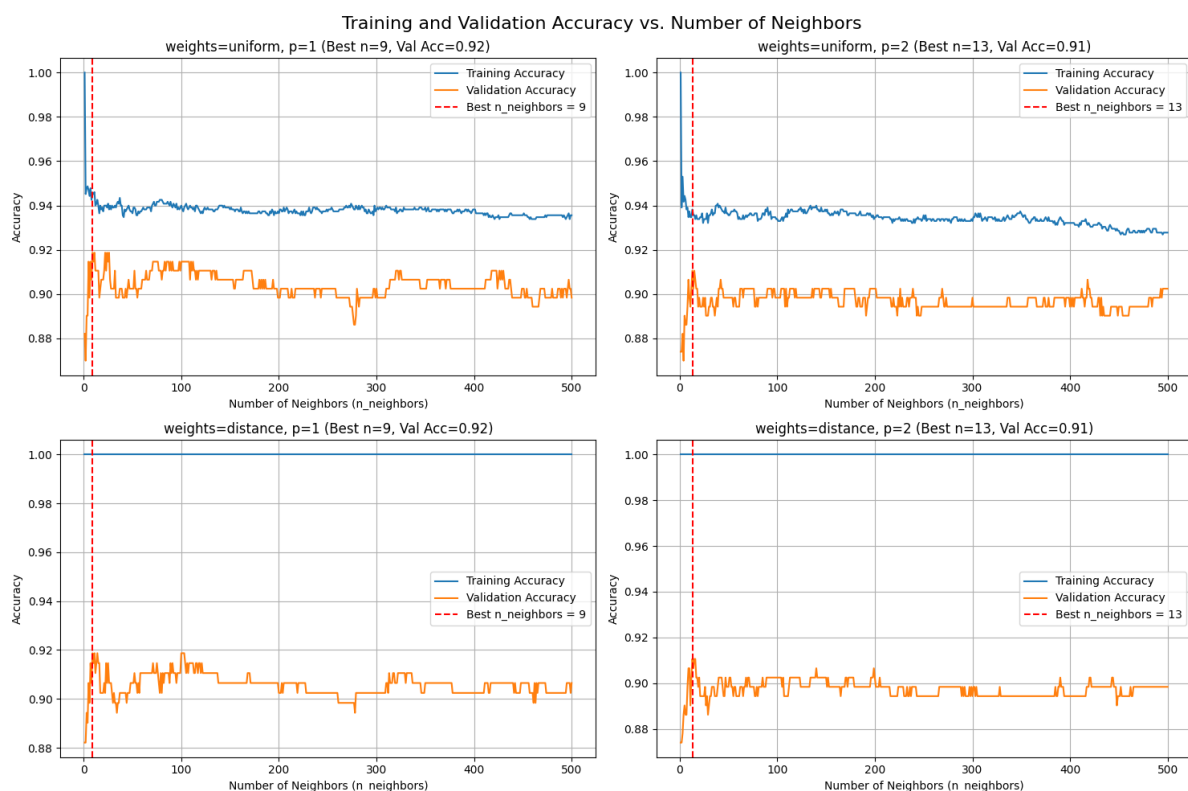 Training and Validation Accuracy vs. Number of Neighbors
weights=uniform, p=1 (Best n=9, Val Acc=0.92)
1.00
0.98
0.96
0.94
0.92
0.90
0.88
Accuracy
Training Accuracy
Validation Accuracy
Best n_neighbors = 9
0 100 200 300 400 500
Number of Neighbors (n_neighbors)
weights=uniform, p=2 (Best n=13, Val Acc=0.91)
1.00
0.98
0.96
0.94
0.92
0.90
0.88
Accuracy
Training Accuracy
Validation Accuracy
Best n_neighbors = 13
0 100 200 300 400 500
Number of Neighbors (n_neighbors)
weights=distance, p=1 (Best n=9, Val Acc=0.92)
1.00
0.98
0.96
0.94
0.92
0.90
0.88
Accuracy
Training Accuracy
Validation Accuracy
Best n_neighbors = 9
0 100 200 300 400 500
Number of Neighbors (n_neighbors)
weights=distance, p=2 (Best n=13, Val Acc=0.91)
1.00
0.98
0.96
0.94
0.92
0.90
0.88
Accuracy
Training Accuracy
Validation Accuracy
Best n_neighbors = 13
0 100 200 300 400 500
Number of Neighbors (n_neighbors)